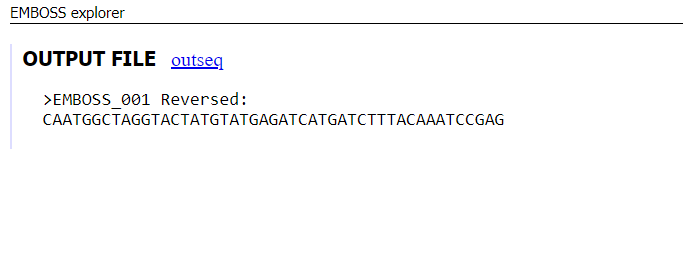 EMBOSS explorer
OUTPUT FILE outseq
>EMBOSS_001 Reversed:
CAATGGCTAGGTACTATGTATGAGATCATGATCTTTACAAATCCGAG